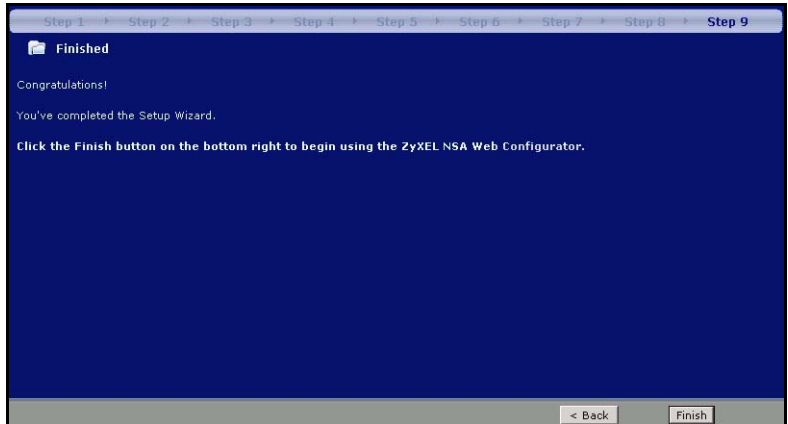 Step 1 Step 2 Step 3 Step 4 Step 5 Step 6 Step 7 Step 8 Step 9
Finished
Congratulations!
You've completed the Setup Wizard.
Click the Finish button on the bottom right to begin using the ZyXEL NSA Web Configurator.
< Back Finish